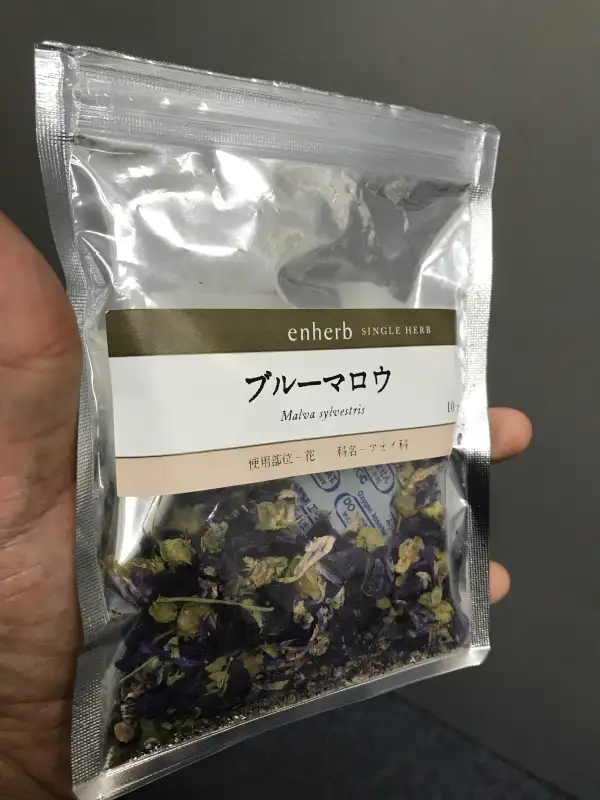 enherb SINGLE HERB
ブルーマロウ
Malva sylvestris
10
使用部位－花 科名－アオイ科